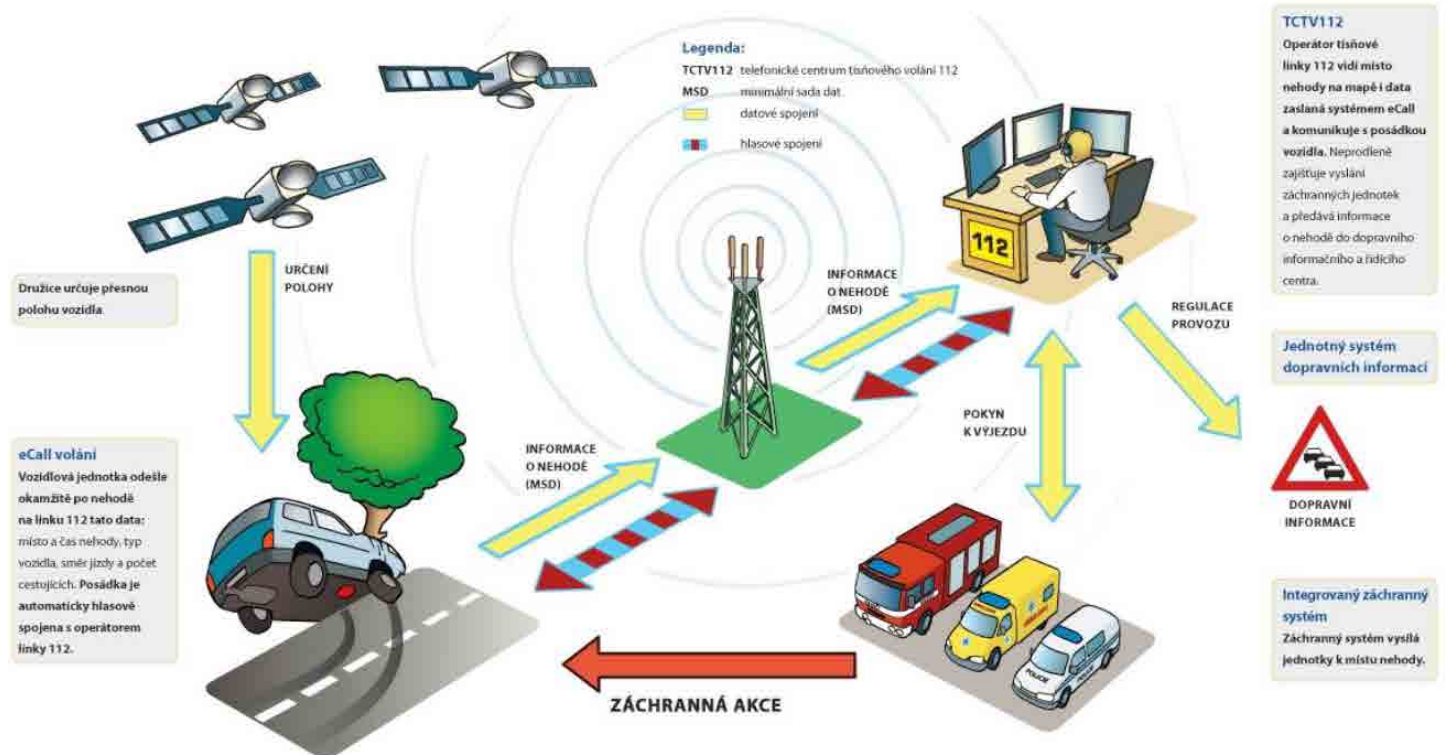 Legenda:
TCTV112 telefonické centrum tísňového volání 112
MSD minimální sada dat
datové spojení
hlasové spojení
TCTV112
Operátor tísňové
linky 112 vidí místo
nehody na mapě i data
zaslaná systémem eCall
a komunikuje s posádkou
vozidla. Neprodleně
zajišťuje vyslání
záchranných jednotek
a předává informace
o nehodě do dopravního
informačního a řídícího
centra.
112
URČENÍ
POLOHY
Družice určuje přesnou
polohu vozidla.
INFORMACE
O NEHODĚ
(MSD)
REGULACE
PROVOZU
Jednotný systém
dopravních informací
POKYN
K VÝJEZDU
eCall volání
Vozidlová jednotka odešle
okamžitě po nehodě
na linku 112 tato data:
místo a čas nehody, typ
vozidla, směr jízdy a počet
cestujících. Posádka je
automaticky hlasově
spojena s operátorem
linky 112.
INFORMACE
O NEHODĚ
(MSD)
DOPRAVNÍ
INFORMACE
Integrovaný záchranný
systém
Záchranný systém vysílá
jednotky k místu nehody.
AMBULANCE
POLICIE
ZÁCHRANNÁ AKCE